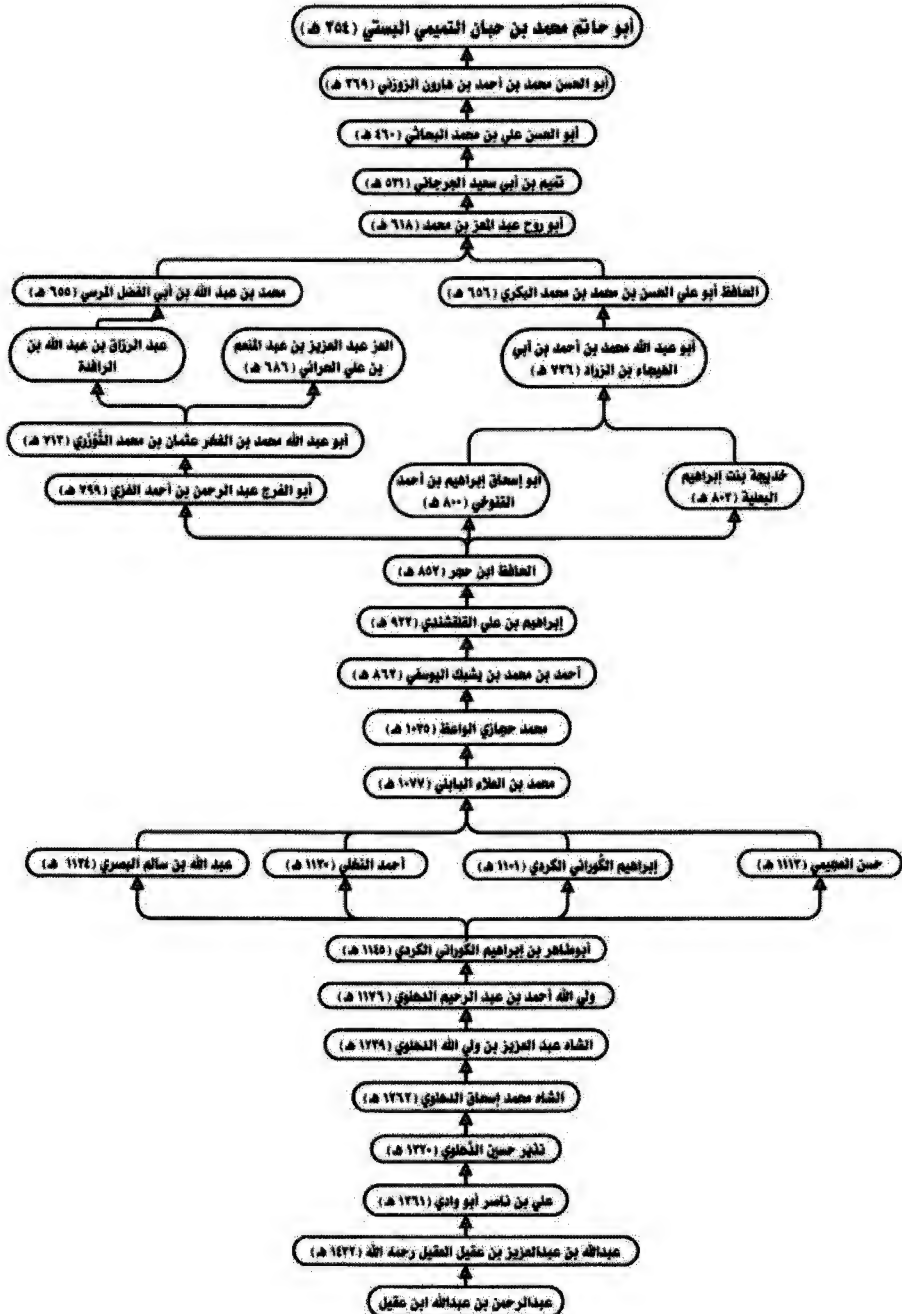 أبو حاتم محمد بن حبان التميمي البستي (٣٥٤ هـ)
أبو الحسن محمد بن أحمد بن هارون الزوزني (٣٦٩ هـ)
أبو الحسن علي بن محمد البحاثي (٤٦٠ هـ)
تميم بن أبي سعيد الجرجاني (٥٣١ هـ)
أبو روح عبد المعز بن محمد (٦١٨ هـ)
الحافظ أبو علي الحسن بن محمد بن محمد البكري (٦٥٦ هـ)
محمد بن عبد الله بن أبي الفضل المرسي (٦٥٥ هـ)
أبو عبد الله محمد بن أحمد بن أبي
الهيجاء بن الزراد (٧٢٦ هـ)
العز عبد العزيز بن عبد المنعم
بن علي الحراني (٦٨٦ هـ)
عبد الرزاق بن عبد الله بن
الرافدة
أبو عبد الله محمد بن الفخر عثمان بن محمد التَّوْزَري (٧١٣ هـ)
خديجة بنت إبراهيم
البعلية (٨٠٣ هـ)
ابو إسحاق إبراهيم بن أحمد
التنوخي (٨٠٠ هـ)
أبو الفرج عبد الرحمن بن أحمد الغزي (٧٩٩ هـ)
الحافظ ابن حجر (٨٥٢ هـ)
إبراهيم بن علي القلقشندي (٩٢٢ هـ)
أحمد بن محمد بن يشبك اليوسفي (٨٦٢ هـ)
محمد حجازي الواعظ (١٠٣٥ هـ)
محمد بن العلاء البابلي (١٠٧٧ هـ)
حسن العجيمي (١١١٣ هـ)
إبراهيم الكُوراني الكردي (١١٠١ هـ)
أحمد النخلي (١١٣٠ هـ)
عبد الله بن سالم البصري (١١٣٤ هـ)
أبوطاهر بن إبراهيم الكوراني الكردي (١١٤٥ هـ)
ولي الله أحمد بن عبد الرحيم الدهلوي (١١٧٦ هـ)
الشاه عبد العزيز بن ولي الله الدهلوي (١٢٣٩ هـ)
الشاه محمد إسحاق الدهلوي (١٢٦٢ هـ)
نذير حسين الدهلوي (١٣٢٠ هـ)
علي بن ناصر أبو وادي (١٣٦١ هـ)
عبدالله بن عبدالعزيز بن عقيل العقيل رحمه الله (١٤٣٢ هـ)
عبدالرحمن بن عبدالله ابن عقيل